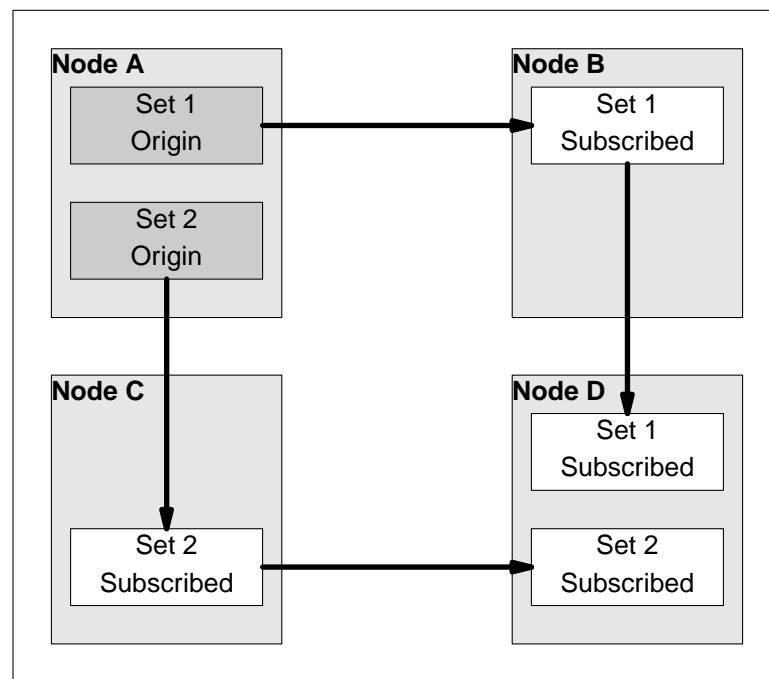 Node A
Set 1
Origin
Set 2
Origin
Node B
Set 1
Subscribed
Node C
Set 2
Subscribed
Node D
Set 1
Subscribed
Set 2
Subscribed